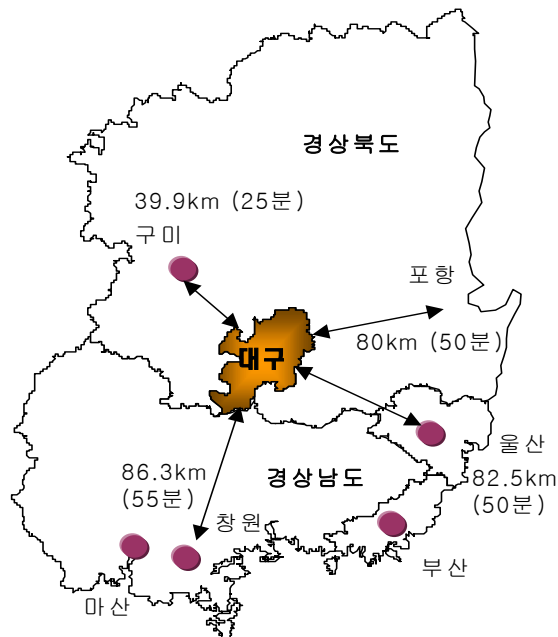 경상북도
39.9km (25분)
구미
포항
80km (50분)
대구
울산
82.5km
(50분)
86.3km
(55분)
경상남도
창원
부산
마산